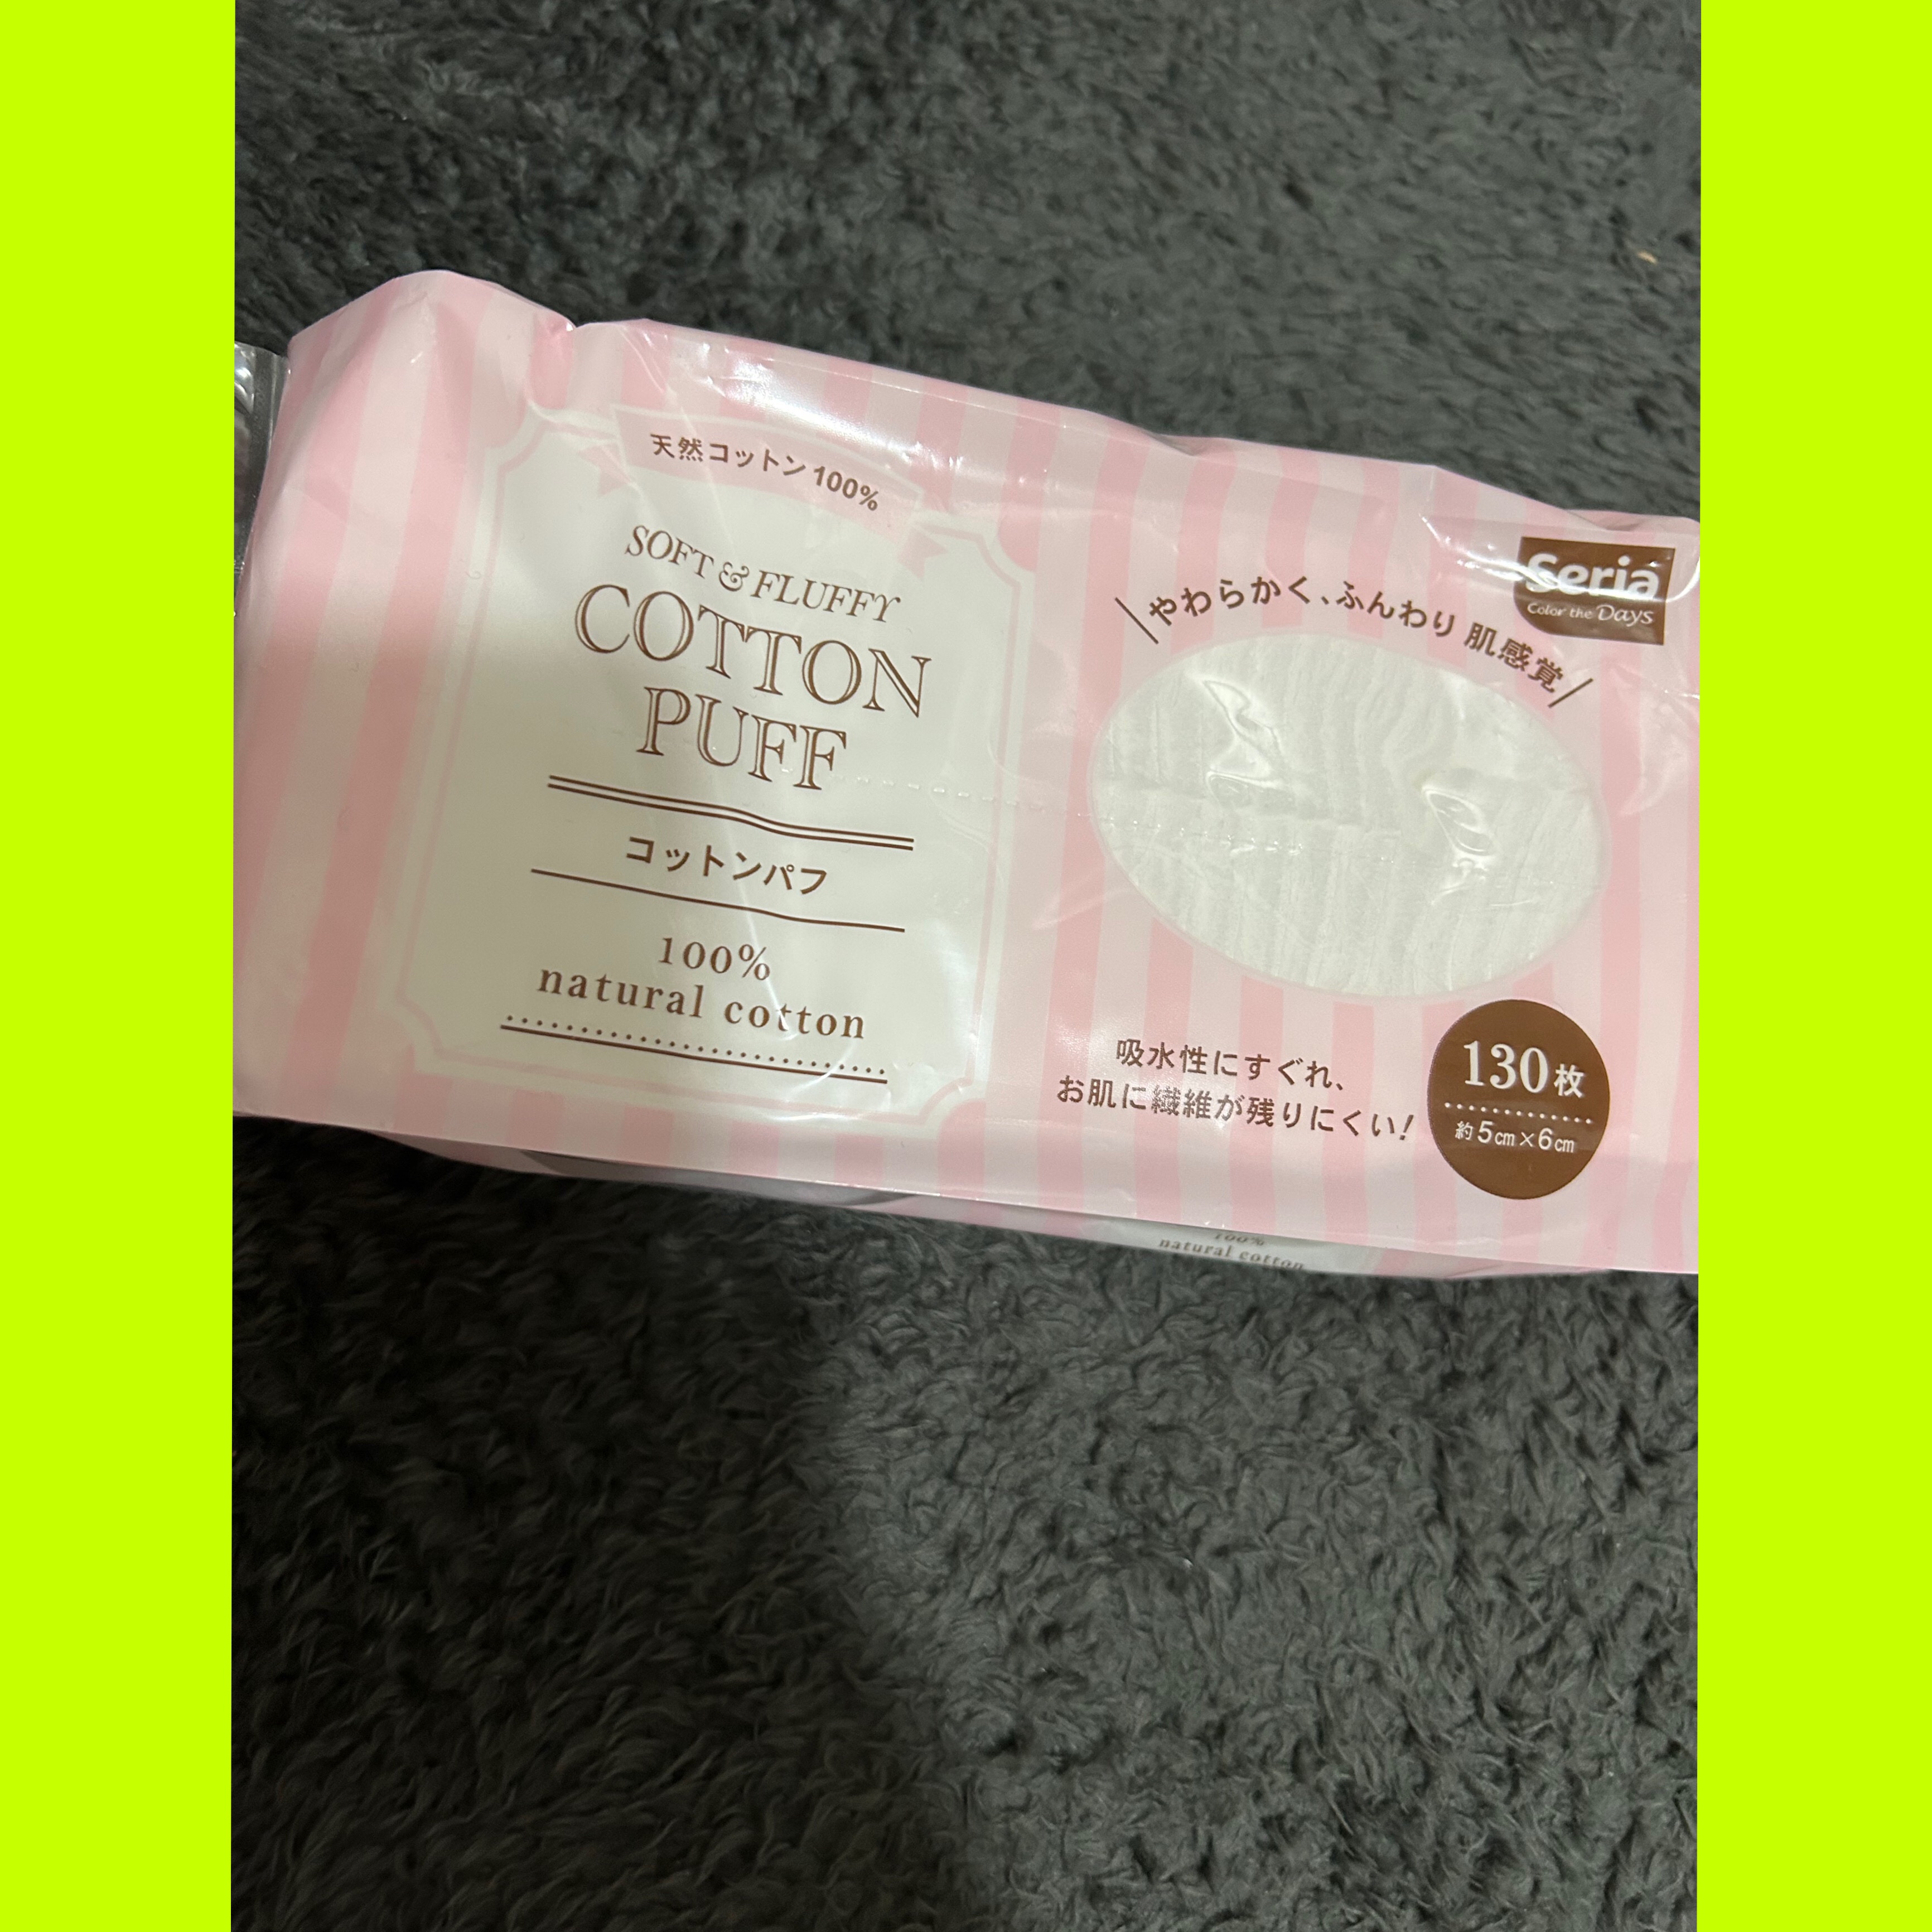 天然コットン100%
SOFT & FLUFFY
COTTON
PUFF
コットンパフ
100%
natural cotton
Seria
Color the Days
やわらかく、ふんわり 肌感覚
吸水性にすぐれ、
お肌に繊維が残りにくい!
130枚
約5cm×6cm
100%
natural cotton